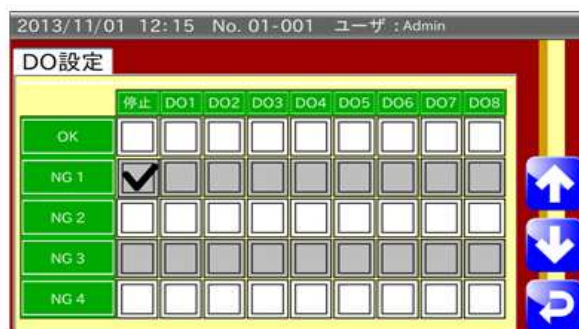 2013/11/01 12:15 No. 01-001 ユーザ : Admin
DO設定
停止 DO1 DO2 DO3 DO4 DO5 DO6 DO7 DO8
OK
NG 1
NG 2
NG 3
NG 4